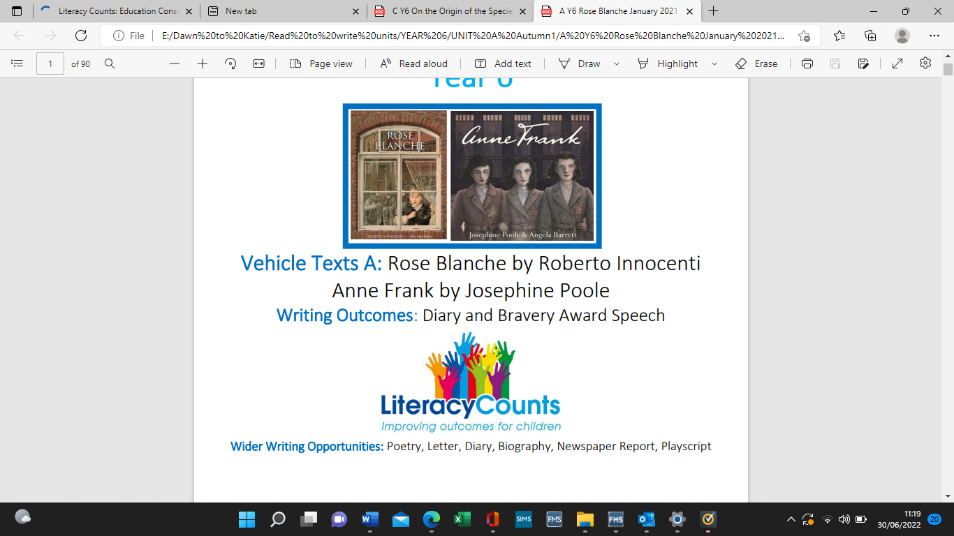 Literacy Counts: Education Cons
New tab
C Y6 On the Origin of the Specie
A Y6 Rose Blanche January 2021
File
E:/Dawn%20to%20Katie/Read%20to%20write%20units/YEAR%206/UNIT%20A%20Autumn1/A%20Y6%20Rose%20Blanche%20January%202021...
1 of 90
Page view
Read aloud
Add text
Draw
Highlight
Erase
Year 6
ROSE BLANCHE
Anne Frank
Josephine Poole & Angela Barrett
Vehicle Texts A: Rose Blanche by Roberto Innocenti
Anne Frank by Josephine Poole
Writing Outcomes: Diary and Bravery Award Speech
LiteracyCounts
Improving outcomes for children
Wider Writing Opportunities: Poetry, Letter, Diary, Biography, Newspaper Report, Playscript
SIMS
FMS
FMS
11:19
30/06/2022
20